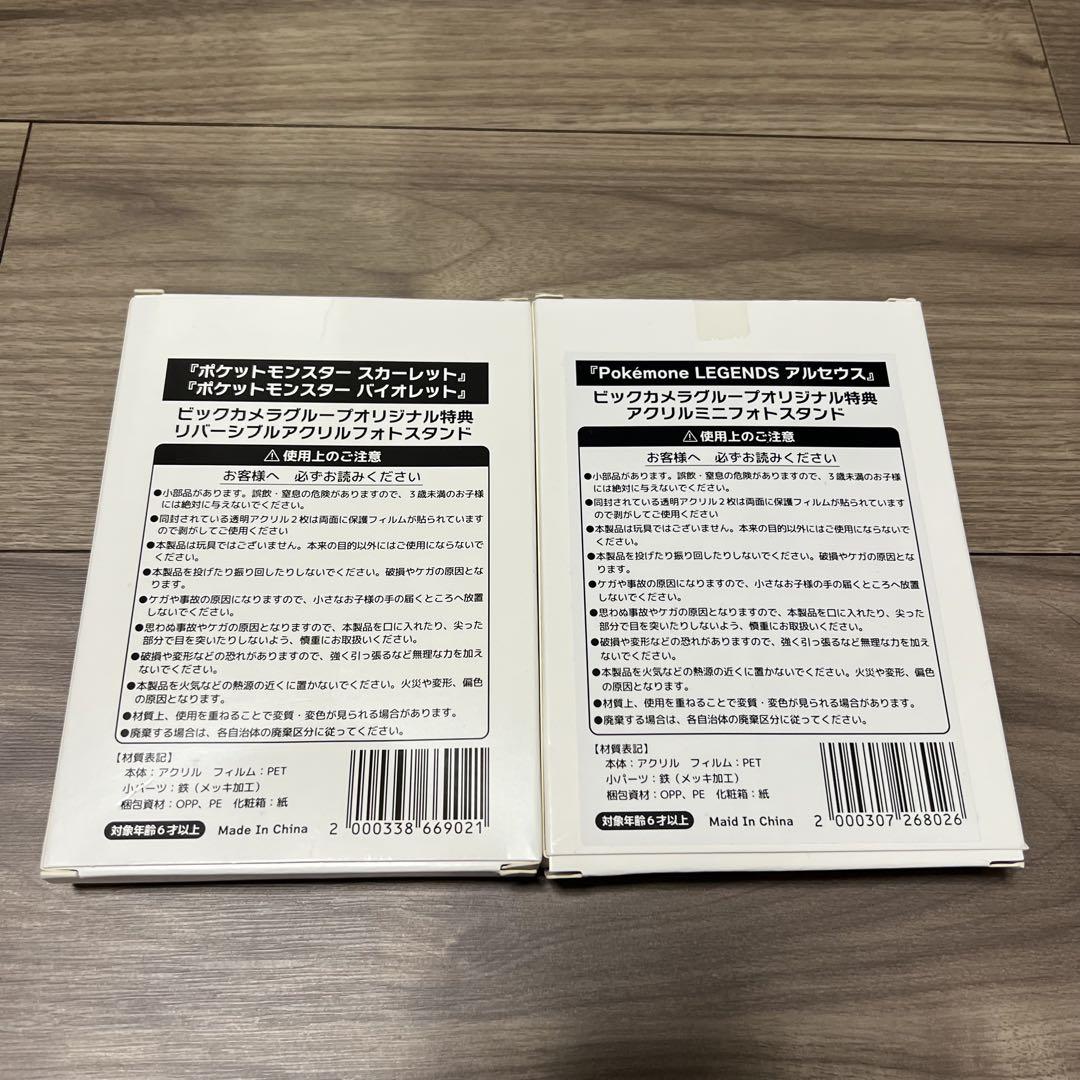 『ポケットモンスター スカーレット』
『ポケットモンスター バイオレット』
ビックカメラグループオリジナル特典
リバーシブルアクリルフォトスタンド
⚠使用上のご注意
お客様へ 必ずお読みください
●小部品があります。誤飲・窒息の危険がありますので、３歳未満のお子様
には絶対に与えないでください。
●同封されている透明アクリル２枚は両面に保護フィルムが貼られています
ので剥がしてご使用ください
●本製品は玩具ではございません。本来の目的以外にはご使用にならないで
ください。
●本製品を投げたり振り回したりしないでください。破損やケガの原因とな
ります。
●ケガや事故の原因になりますので、小さなお子様の手の届くところへ放置
しないでください。
●思わぬ事故やケガの原因となりますので、本製品を口に入れたり、尖った
部分で目を突いたりしないよう、慎重にお取扱いください。
●破損や変形などの恐れがありますので、強く引っ張るなど無理な力を加え
ないでください。
●本製品を火気などの熱源の近くに置かないでください。火災や変形、偏色
の原因となります。
●材質上、使用を重ねることで変質・変色が見られる場合があります。
●廃棄する場合は、各自治体の廃棄区分に従ってください。
【材質表記】
本体：アクリル フィルム：PET
小パーツ：鉄（メッキ加工）
梱包資材：OPP、PE 化粧箱：紙
対象年齢６才以上 Made In China
2 000338 669021
『Pokémone LEGENDS アルセウス』
ビックカメラグループオリジナル特典
アクリルミニフォトスタンド
⚠使用上のご注意
お客様へ 必ずお読みください
●小部品があります。誤飲・窒息の危険がありますので、３歳未満のお子様
には絶対に与えないでください。
●同封されている透明アクリル２枚は両面に保護フィルムが貼られています
ので剥がしてご使用ください
●本製品は玩具ではございません。本来の目的以外にはご使用にならないで
ください。
●本製品を投げたり振り回したりしないでください。破損やケガの原因とな
ります。
●ケガや事故の原因になりますので、小さなお子様の手の届くところへ放置
しないでください。
●思わぬ事故やケガの原因となりますので、本製品を口に入れたり、尖った
部分で目を突いたりしないよう、慎重にお取扱いください。
●破損や変形などの恐れがありますので、強く引っ張るなど無理な力を加え
ないでください。
●本製品を火気などの熱源の近くに置かないでください。火災や変形、偏色
の原因となります。
●材質上、使用を重ねることで変質・変色が見られる場合があります。
●廃棄する場合は、各自治体の廃棄区分に従ってください。
【材質表記】
本体：アクリル フィルム：PET
小パーツ：鉄（メッキ加工）
梱包資材：OPP、PE 化粧箱：紙
対象年齢６才以上 Maid In China
2 000307 268026